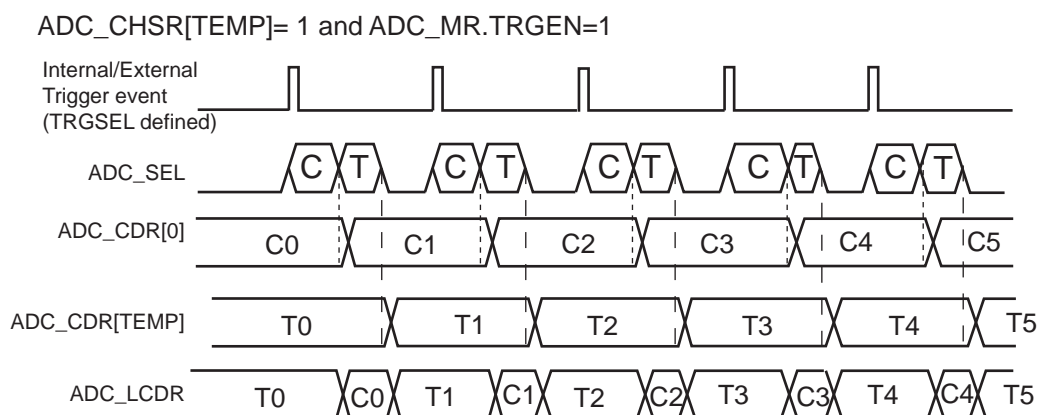 ADC_CHSR[TEMP]= 1 and ADC_MR.TRGEN=1
Internal/External
Trigger event
(TRGSEL defined)
ADC_SEL C T C T C T C T C T
ADC_CDR[0] C0 C1 C2 C3 C4 C5
ADC_CDR[TEMP] T0 T1 T2 T3 T4 T5
ADC_LCDR T0 C0 T1 C1 T2 C2 T3 C3 T4 C4 T5